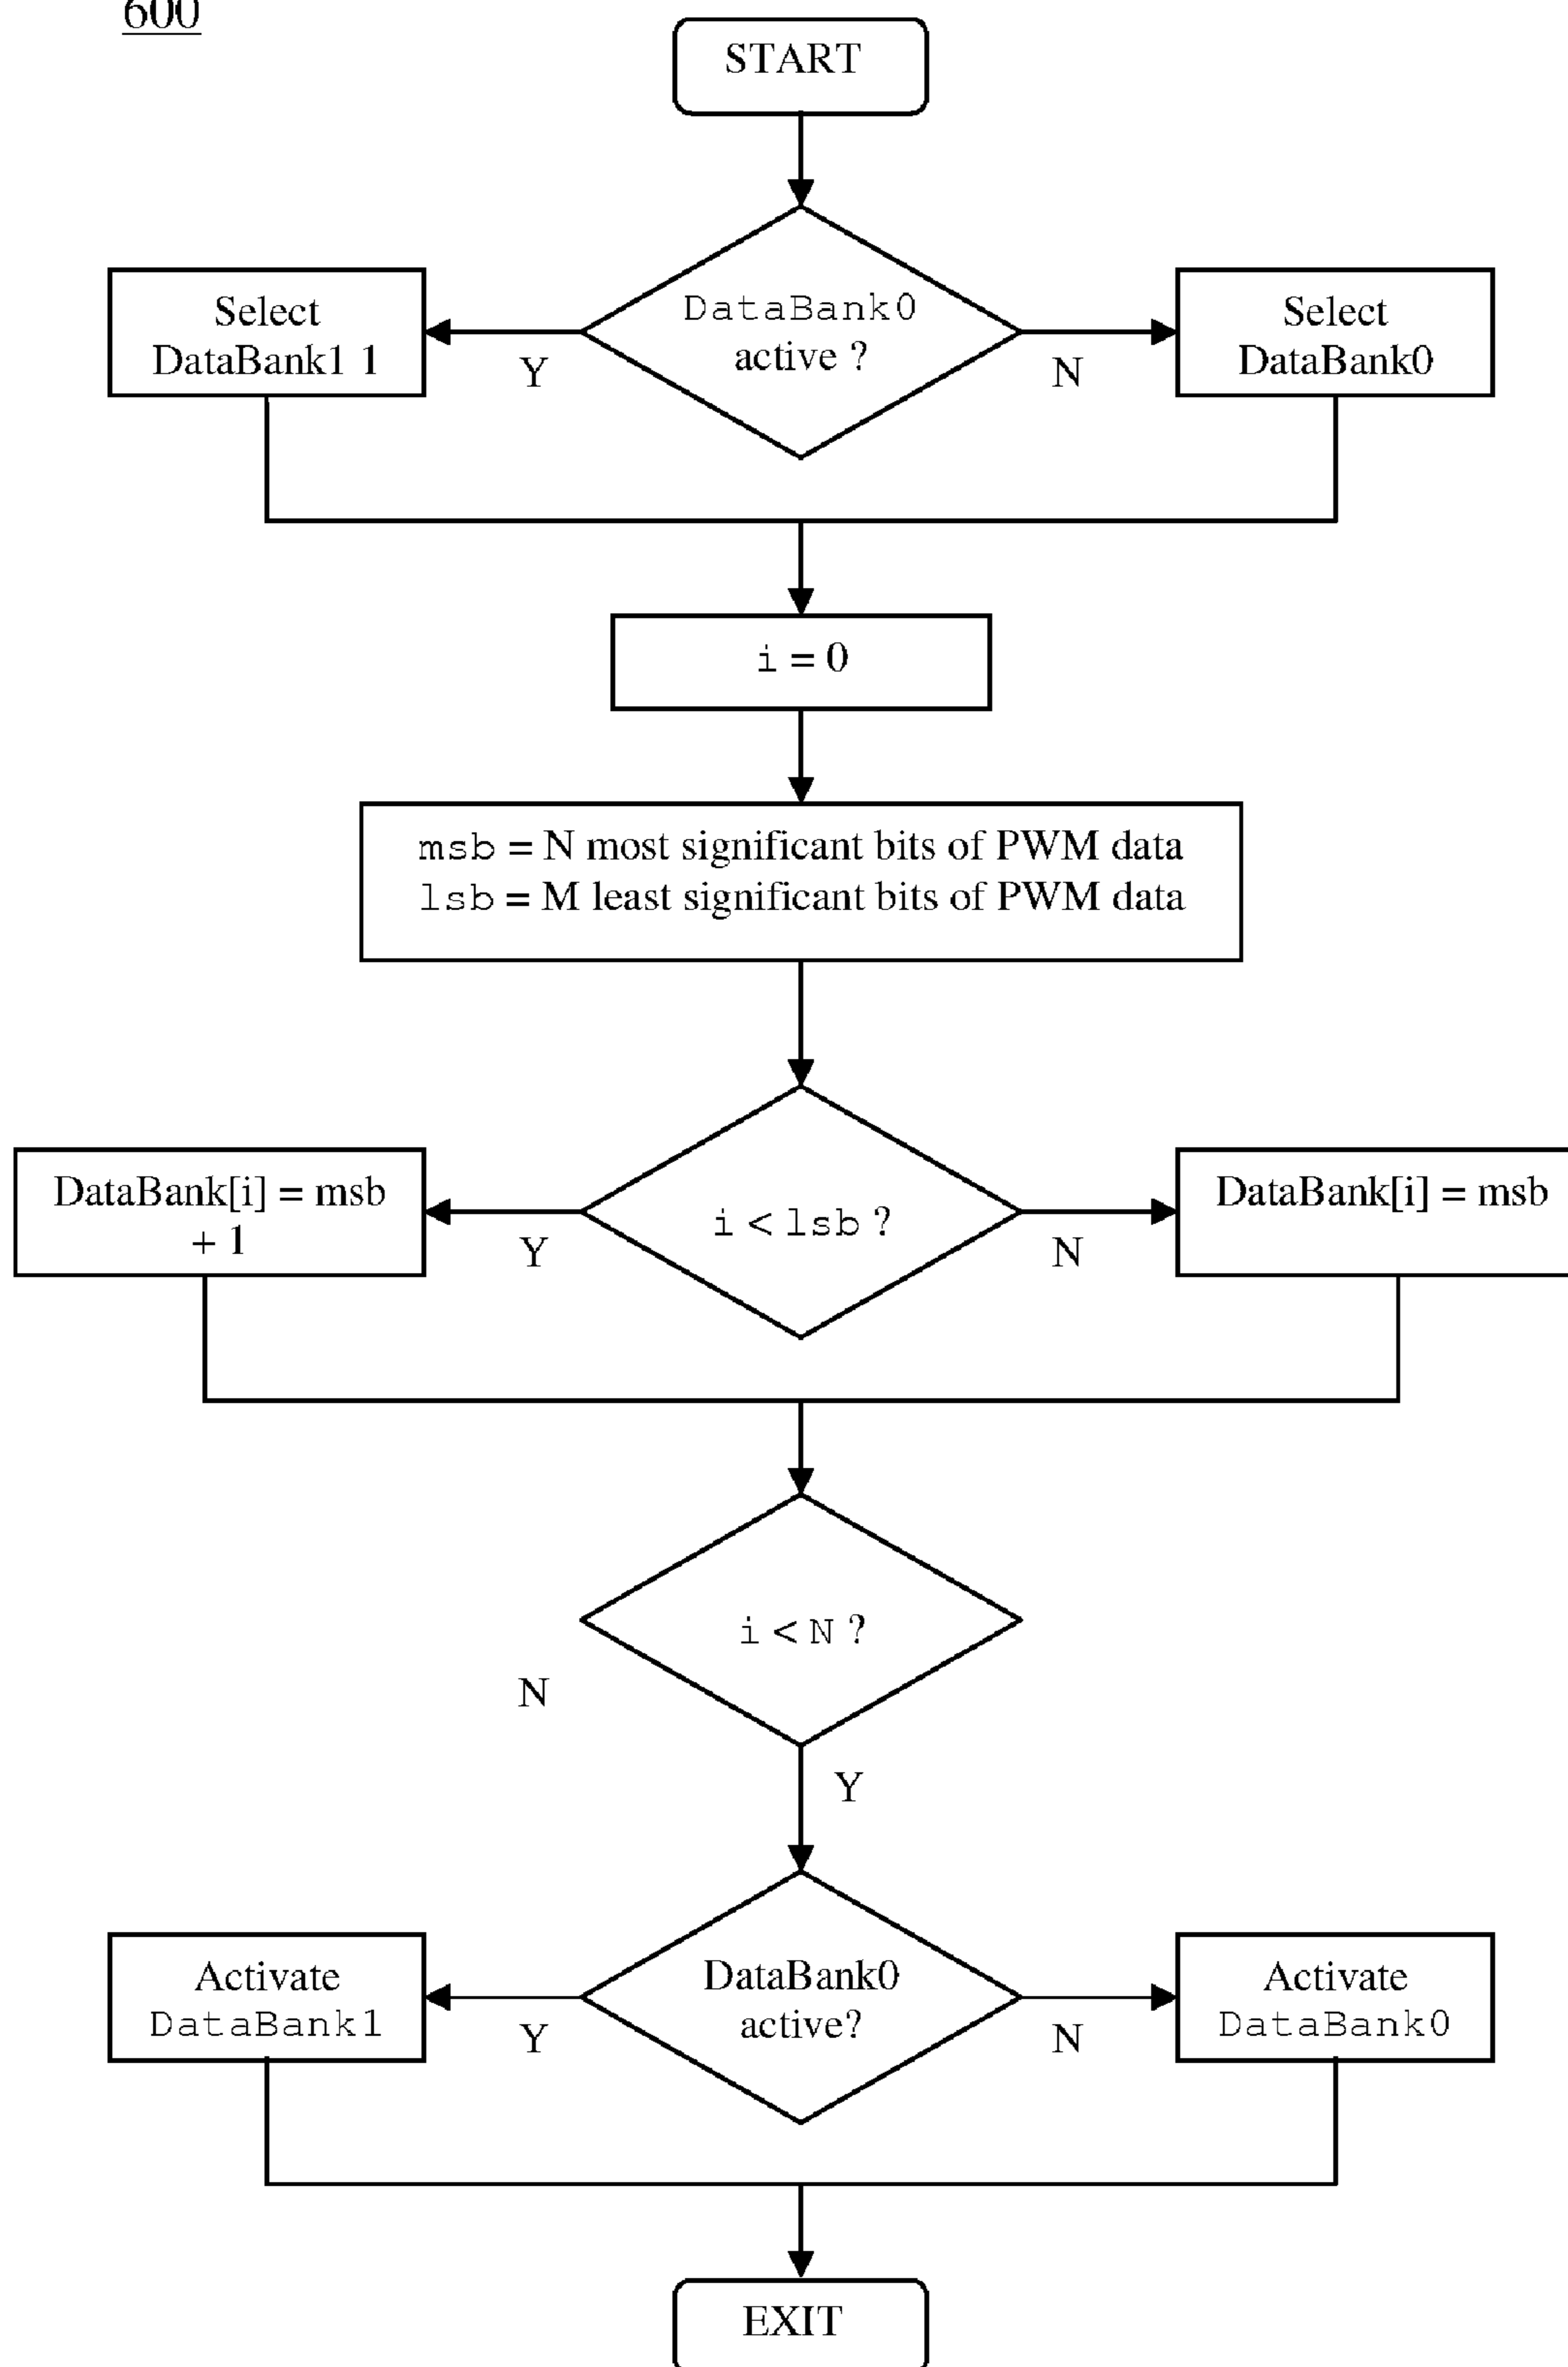 600
START
DataBank0
active ?
Select
DataBank1 1
Y
N
Select
DataBank0
i = 0
msb = N most significant bits of PWM data
lsb = M least significant bits of PWM data
DataBank[i] = msb
+ 1
Y
i < lsb ?
N
DataBank[i] = msb
i < N ?
N
Y
Activate
DataBank1
Y
DataBank0
active?
N
Activate
DataBank0
EXIT